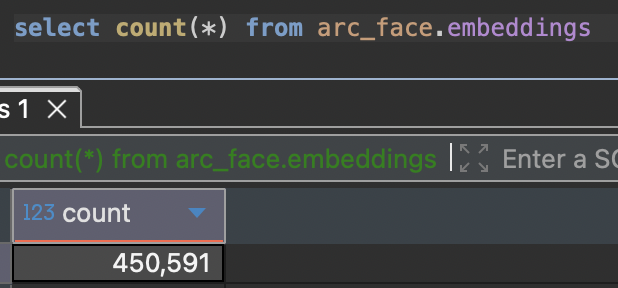 select count(*) from arc_face.embeddings
s 1
count(*) from arc_face.embeddings Enter a SQ
123 count
450,591